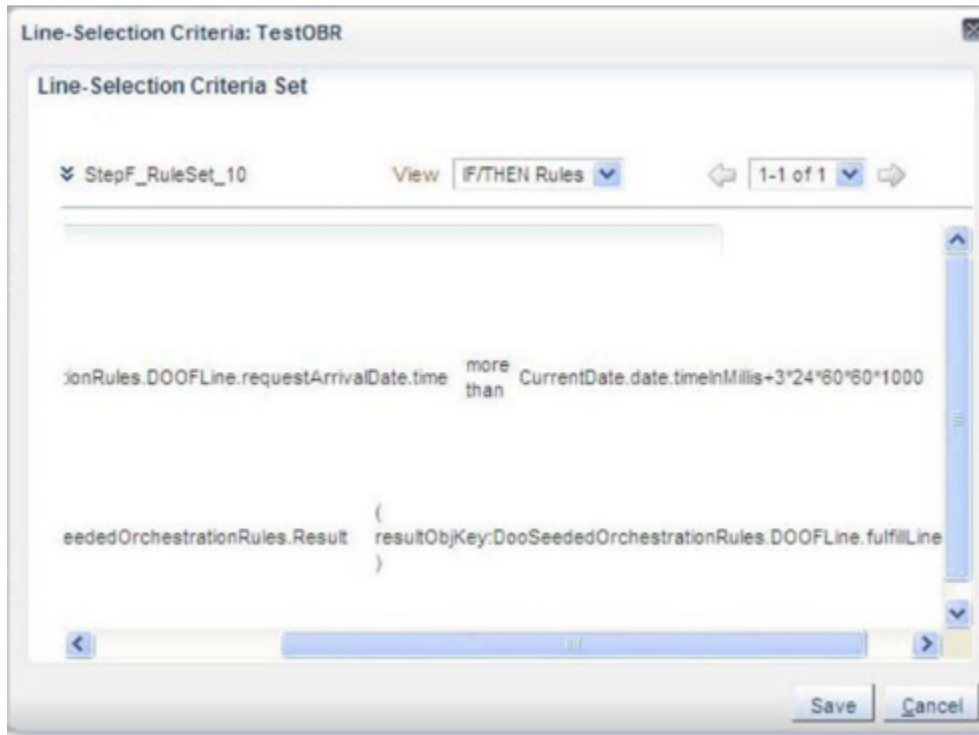 Line-Selection Criteria: TestOBR
Line-Selection Criteria Set
StepF_RuleSet_10 View IF/THEN Rules 1-1 of 1
ionRules.DOOFLine.requestArrivalDate.time more than CurrentDate.date.timeInMillis+3*24*60*60*1000
eededOrchestrationRules.Result ( resultObjKey:DooSeededOrchestrationRules.DOOFLine.fulfillLine )
Save Cancel